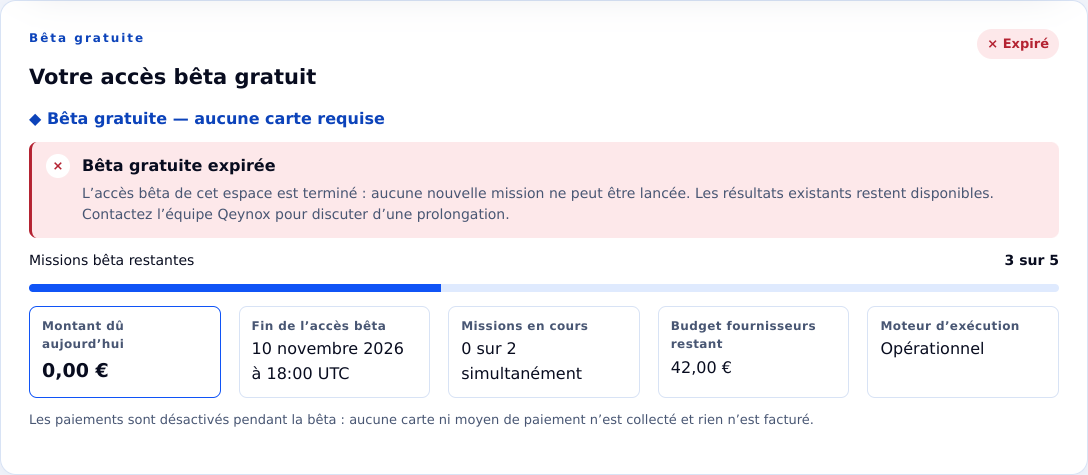 Bêta gratuite
× Expiré
Votre accès bêta gratuit
◆ Bêta gratuite — aucune carte requise
× Bêta gratuite expirée
L’accès bêta de cet espace est terminé : aucune nouvelle mission ne peut être lancée. Les résultats existants restent disponibles.
Contactez l’équipe Qeynox pour discuter d’une prolongation.
Missions bêta restantes
3 sur 5
Montant dû
aujourd’hui
0,00 €
Fin de l’accès bêta
10 novembre 2026
à 18:00 UTC
Missions en cours
0 sur 2
simultanément
Budget fournisseurs
restant
42,00 €
Moteur d’exécution
Opérationnel
Les paiements sont désactivés pendant la bêta : aucune carte ni moyen de paiement n’est collecté et rien n’est facturé.